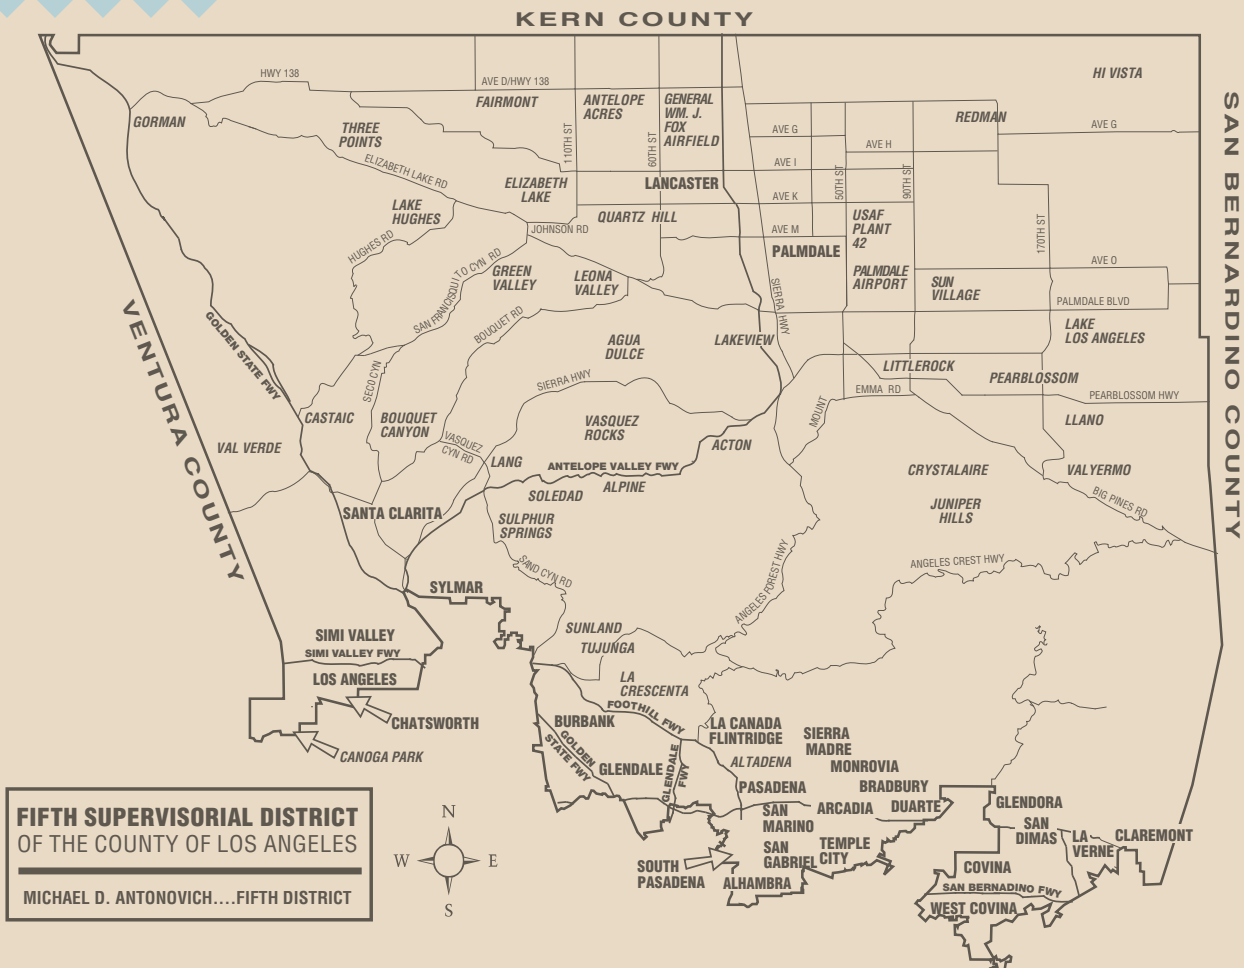 KERN COUNTY
HWY 138
AVE D/HWY 138
HI VISTA
FAIRMONT
ANTELOPE
ACRES
GENERAL
WM. J.
FOX
AIRFIELD
GORMAN
THREE
POINTS
REDMAN
AVE G
AVE G
AVE H
110TH ST
60TH ST
AVE I
ELIZABETH LAKE RD
ELIZABETH
LAKE
LANCASTER
50TH ST
90TH ST
AVE K
LAKE
HUGHES
QUARTZ HILL
JOHNSON RD
AVE M
USAF
PLANT
42
170TH ST
HUGHES RD
PALMDALE
SAN FRANCISQUITO CYN RD
GREEN
VALLEY
LEONA
VALLEY
PALMDALE
AIRPORT
SUN
VILLAGE
AVE O
PALMDALE BLVD
SIERRA HWY
BOUQUET RD
VENTURA COUNTY
SAN BERNARDINO COUNTY
GOLDEN STATE FWY
AGUA
DULCE
LAKEVIEW
LAKE
LOS ANGELES
LITTLEROCK
PEARBLOSSOM
SECO CYN
SIERRA HWY
EMMA RD
PEARBLOSSOM HWY
CASTAIC
BOUQUET
CANYON
VASQUEZ
ROCKS
MOUNT
LLANO
VAL VERDE
VASQUEZ
CYN RD
LANG
ACTON
ANTELOPE VALLEY FWY
CRYSTALAIRE
VALYERMO
SOLEDAD
ALPINE
BIG PINES RD
SANTA CLARITA
SULPHUR
SPRINGS
JUNIPER
HILLS
SAND CYN RD
ANGELES FOREST HWY
ANGELES CREST HWY
SYLMAR
SIMI VALLEY
SIMI VALLEY FWY
LOS ANGELES
SUNLAND
TUJUNGA
LA
CRESCENTA
CHATSWORTH
CANOGA PARK
FOOTHILL FWY
BURBANK
GOLDEN
STATE FWY
GLENDALE
GLENDALE
FWY
LA CANADA
FLINTRIDGE
SIERRA
MADRE
ALTADENA
MONROVIA
PASADENA
BRADBURY
ARCADIA
DUARTE
SAN
MARINO
GLENDORA
SAN
DIMAS
LA
VERNE
CLAREMONT
SAN
GABRIEL
TEMPLE
CITY
SOUTH
PASADENA
ALHAMBRA
COVINA
SAN BERNADINO FWY
WEST COVINA
FIFTH SUPERVISORIAL DISTRICT
OF THE COUNTY OF LOS ANGELES
MICHAEL D. ANTONOVICH....FIFTH DISTRICT
N
W
E
S